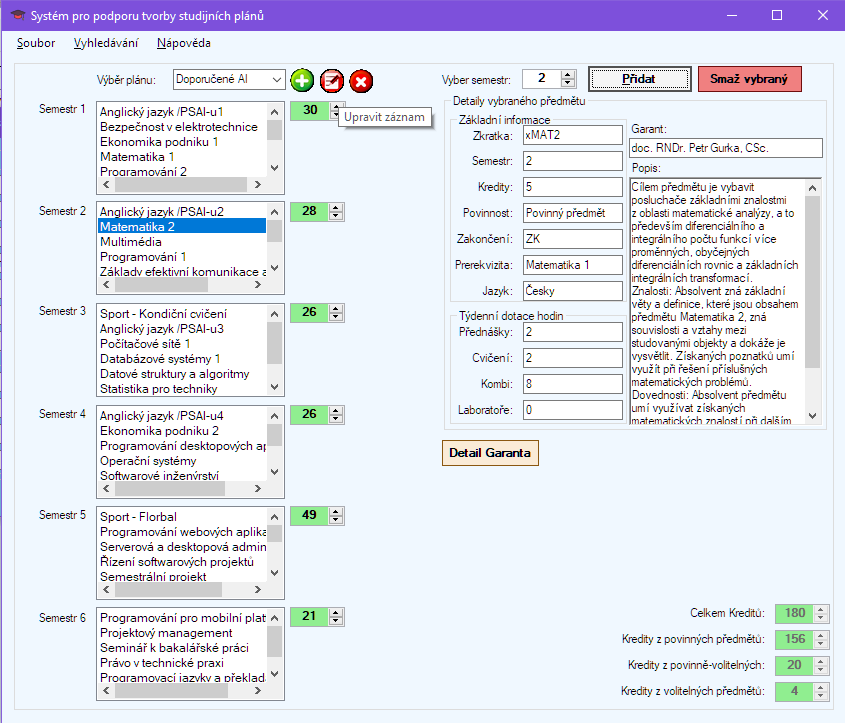 Systém pro podporu tvorby studijních plánů
Soubor Vyhledávání Nápověda
Výběr plánu: Doporučené AI
Semestr 1
Anglický jazyk /PSAI-u1
Bezpečnost v elektrotechnice
Ekonomika podniku 1
Matematika 1
Programování 2
30
Upravit záznam
Semestr 2
Anglický jazyk /PSAI-u2
Matematika 2
Multimédia
Programování 1
Základy efektivní komunikace a
28
Semestr 3
Sport - Kondiční cvičení
Anglický jazyk /PSAI-u3
Počítačové sítě 1
Databázové systémy 1
Datové struktury a algoritmy
Statistika pro techniky
26
Semestr 4
Anglický jazyk /PSAI-u4
Ekonomika podniku 2
Programování desktopových ap
Operační systémy
Softwarové inženýrství
26
Semestr 5
Sport - Florbal
Programování webových aplika
Serverová a desktopová admin
Řízení softwarových projektů
Semestrální projekt
49
Semestr 6
Programování pro mobilní plat
Projektový management
Seminář k bakalářské práci
Právo v technické praxi
Programovací jazyky a překlada
21
Vyber semestr: 2
Přidat
Smaž vybraný
Detaily vybraného předmětu
Základní informace
Zkratka: xMAT2
Semestr: 2
Kredity: 5
Povinnost: Povinný předmět
Zakončení: ZK
Prerekvizita: Matematika 1
Jazyk: Česky
Týdenní dotace hodin
Přednášky: 2
Cvičení: 2
Kombi: 8
Laboratoře: 0
Garant:
doc. RNDr. Petr Gurka, CSc.
Popis:
Cílem předmětu je vybavit
posluchače základními znalostmi
z oblasti matematické analýzy, a to
především diferenciálního a
integrálního počtu funkcí více
proměnných, obyčejných
diferenciálních rovnic a základních
integrálních transformací.
Znalosti: Absolvent zná základní
věty a definice, které jsou obsahem
předmětu Matematika 2, zná
souvislosti a vztahy mezi
studovanými objekty a dokáže je
vysvětlit. Získaných poznatků umí
využít při řešení příslušných
matematických problémů.
Dovednosti: Absolvent předmětu
umí využívat získaných
matematických znalostí při dalším
Detail Garanta
Celkem Kreditů: 180
Kredity z povinných předmětů: 156
Kredity z povinně-volitelných: 20
Kredity z volitelných předmětů: 4